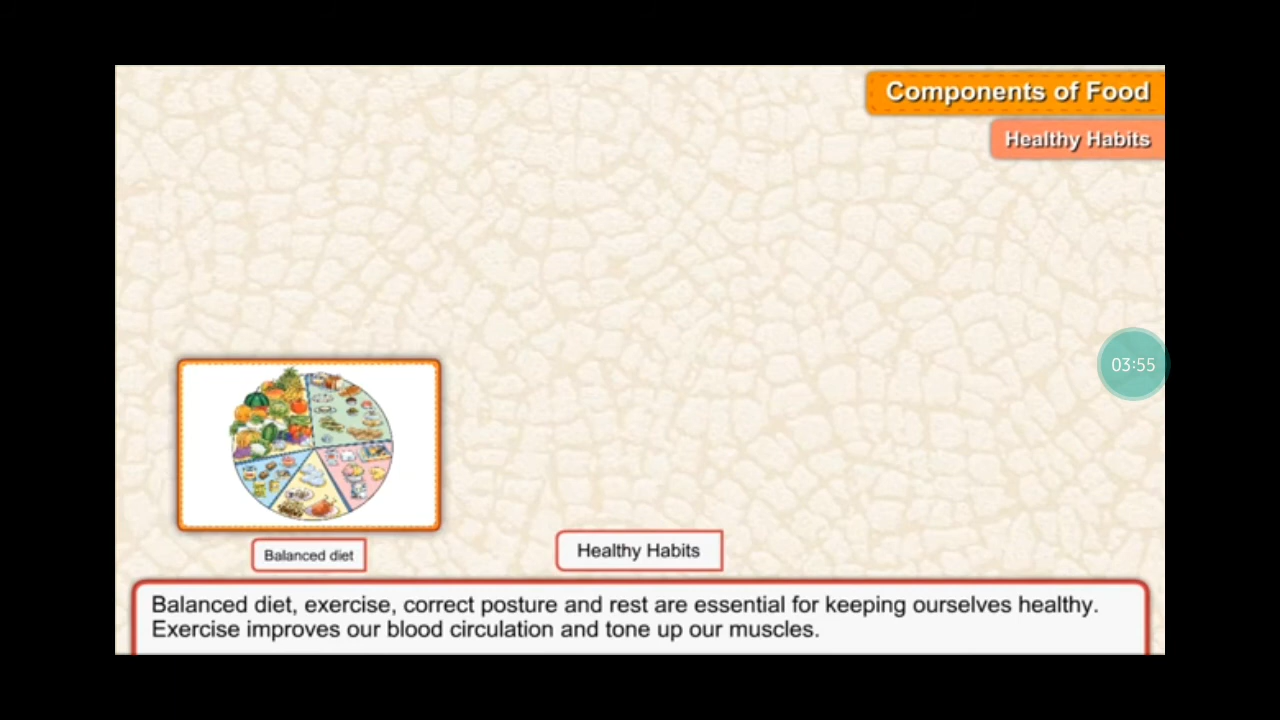 Components of Food
Healthy Habits
03:55
Balanced diet
Healthy Habits
Balanced diet, exercise, correct posture and rest are essential for keeping ourselves healthy.
Exercise improves our blood circulation and tone up our muscles.